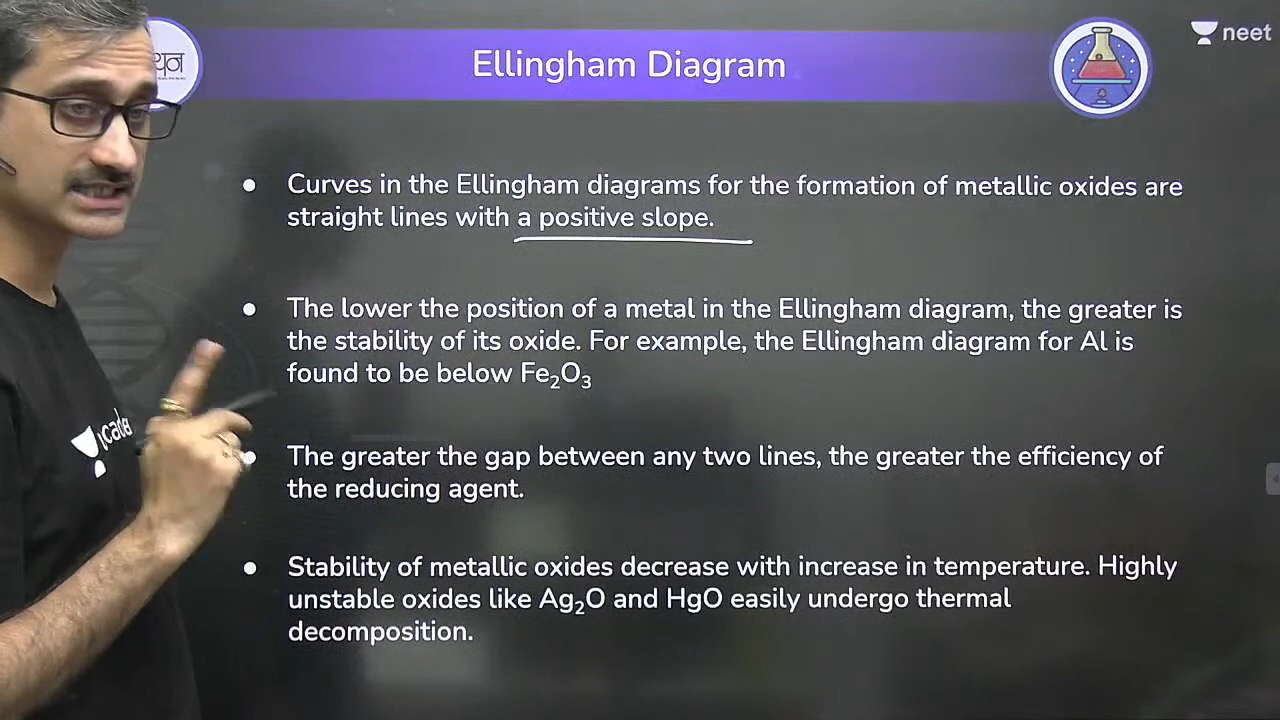 थन
Ellingham Diagram
neet
● Curves in the Ellingham diagrams for the formation of metallic oxides are
straight lines with a positive slope.
● The lower the position of a metal in the Ellingham diagram, the greater is
the stability of its oxide. For example, the Ellingham diagram for Al is
found to be below Fe₂O₃
● The greater the gap between any two lines, the greater the efficiency of
the reducing agent.
● Stability of metallic oxides decrease with increase in temperature. Highly
unstable oxides like Ag₂O and HgO easily undergo thermal
decomposition.